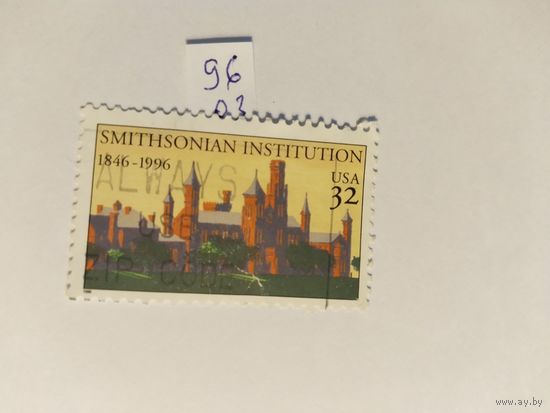 96
03
SMITHSONIAN INSTITUTION
1846-1996
USA
32
ALWAYS
USE
ZIP CODE
www.ay.by